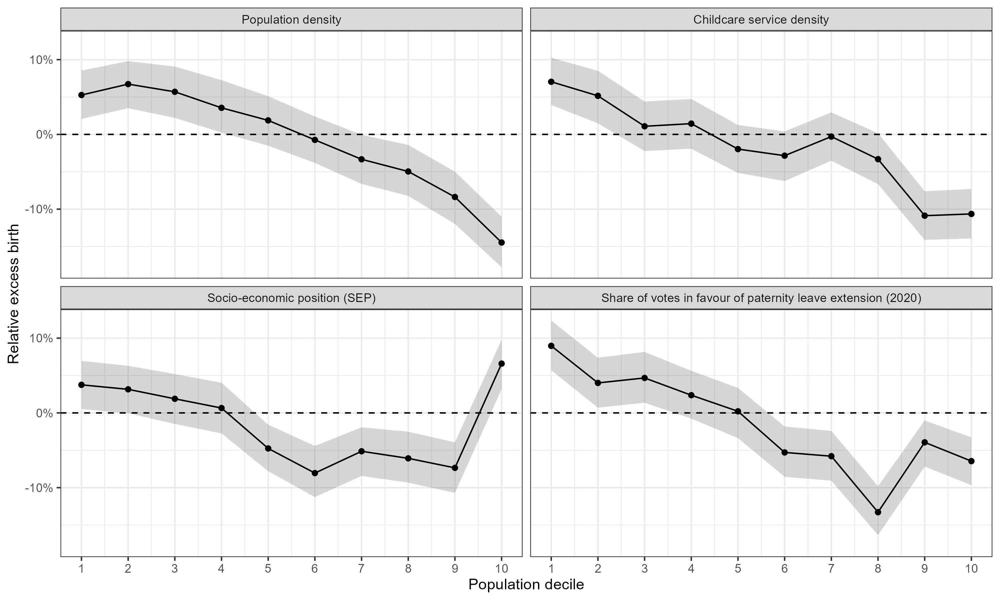 Population density
Childcare service density
10%
0%
-10%
Relative excess birth
Socio-economic position (SEP)
Share of votes in favour of paternity leave extension (2020)
10%
0%
-10%
1 2 3 4 5 6 7 8 9 10
1 2 3 4 5 6 7 8 9 10
Population decile